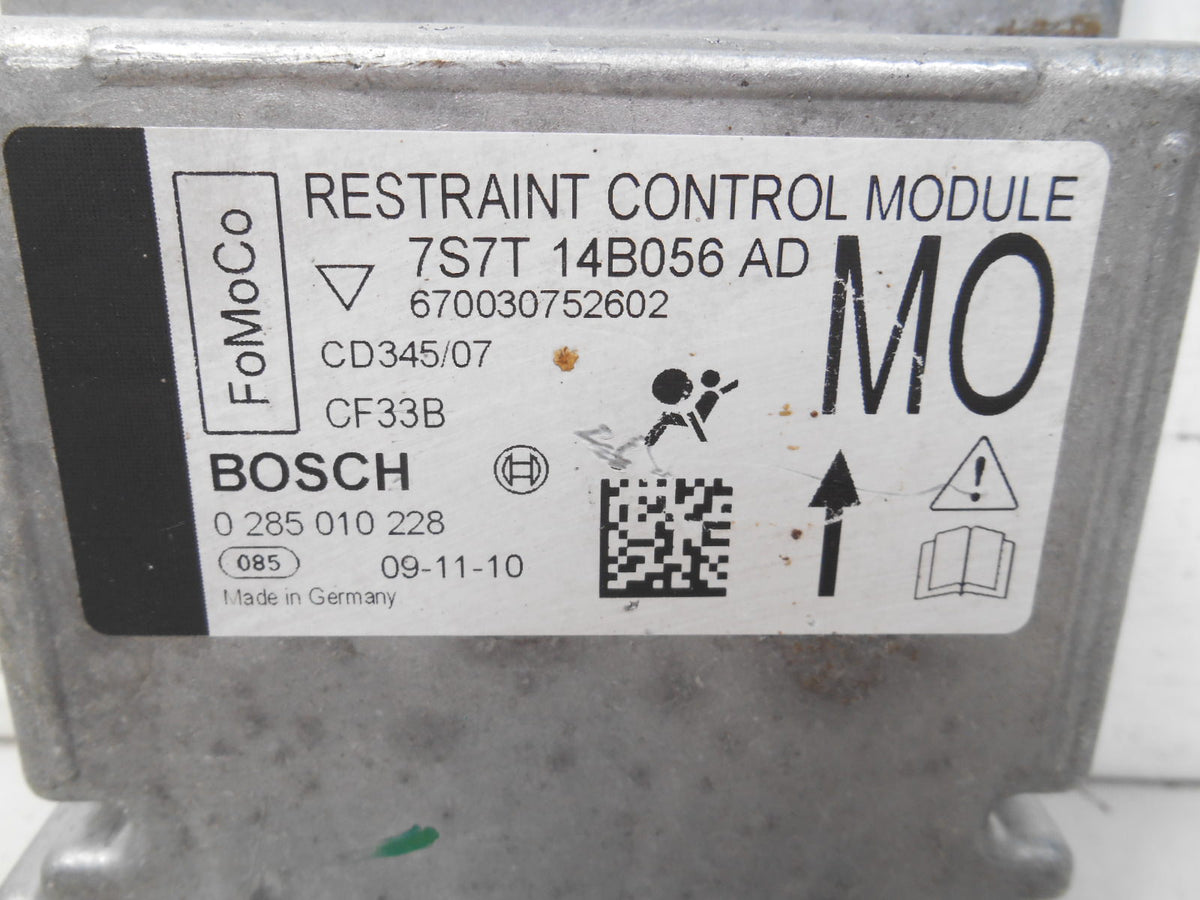 FoMoCo
RESTRAINT CONTROL MODULE
7S7T 14B056 AD
MO
670030752602
CD345/07
CF33B
BOSCH
0 285 010 228
085 09-11-10
Made in Germany